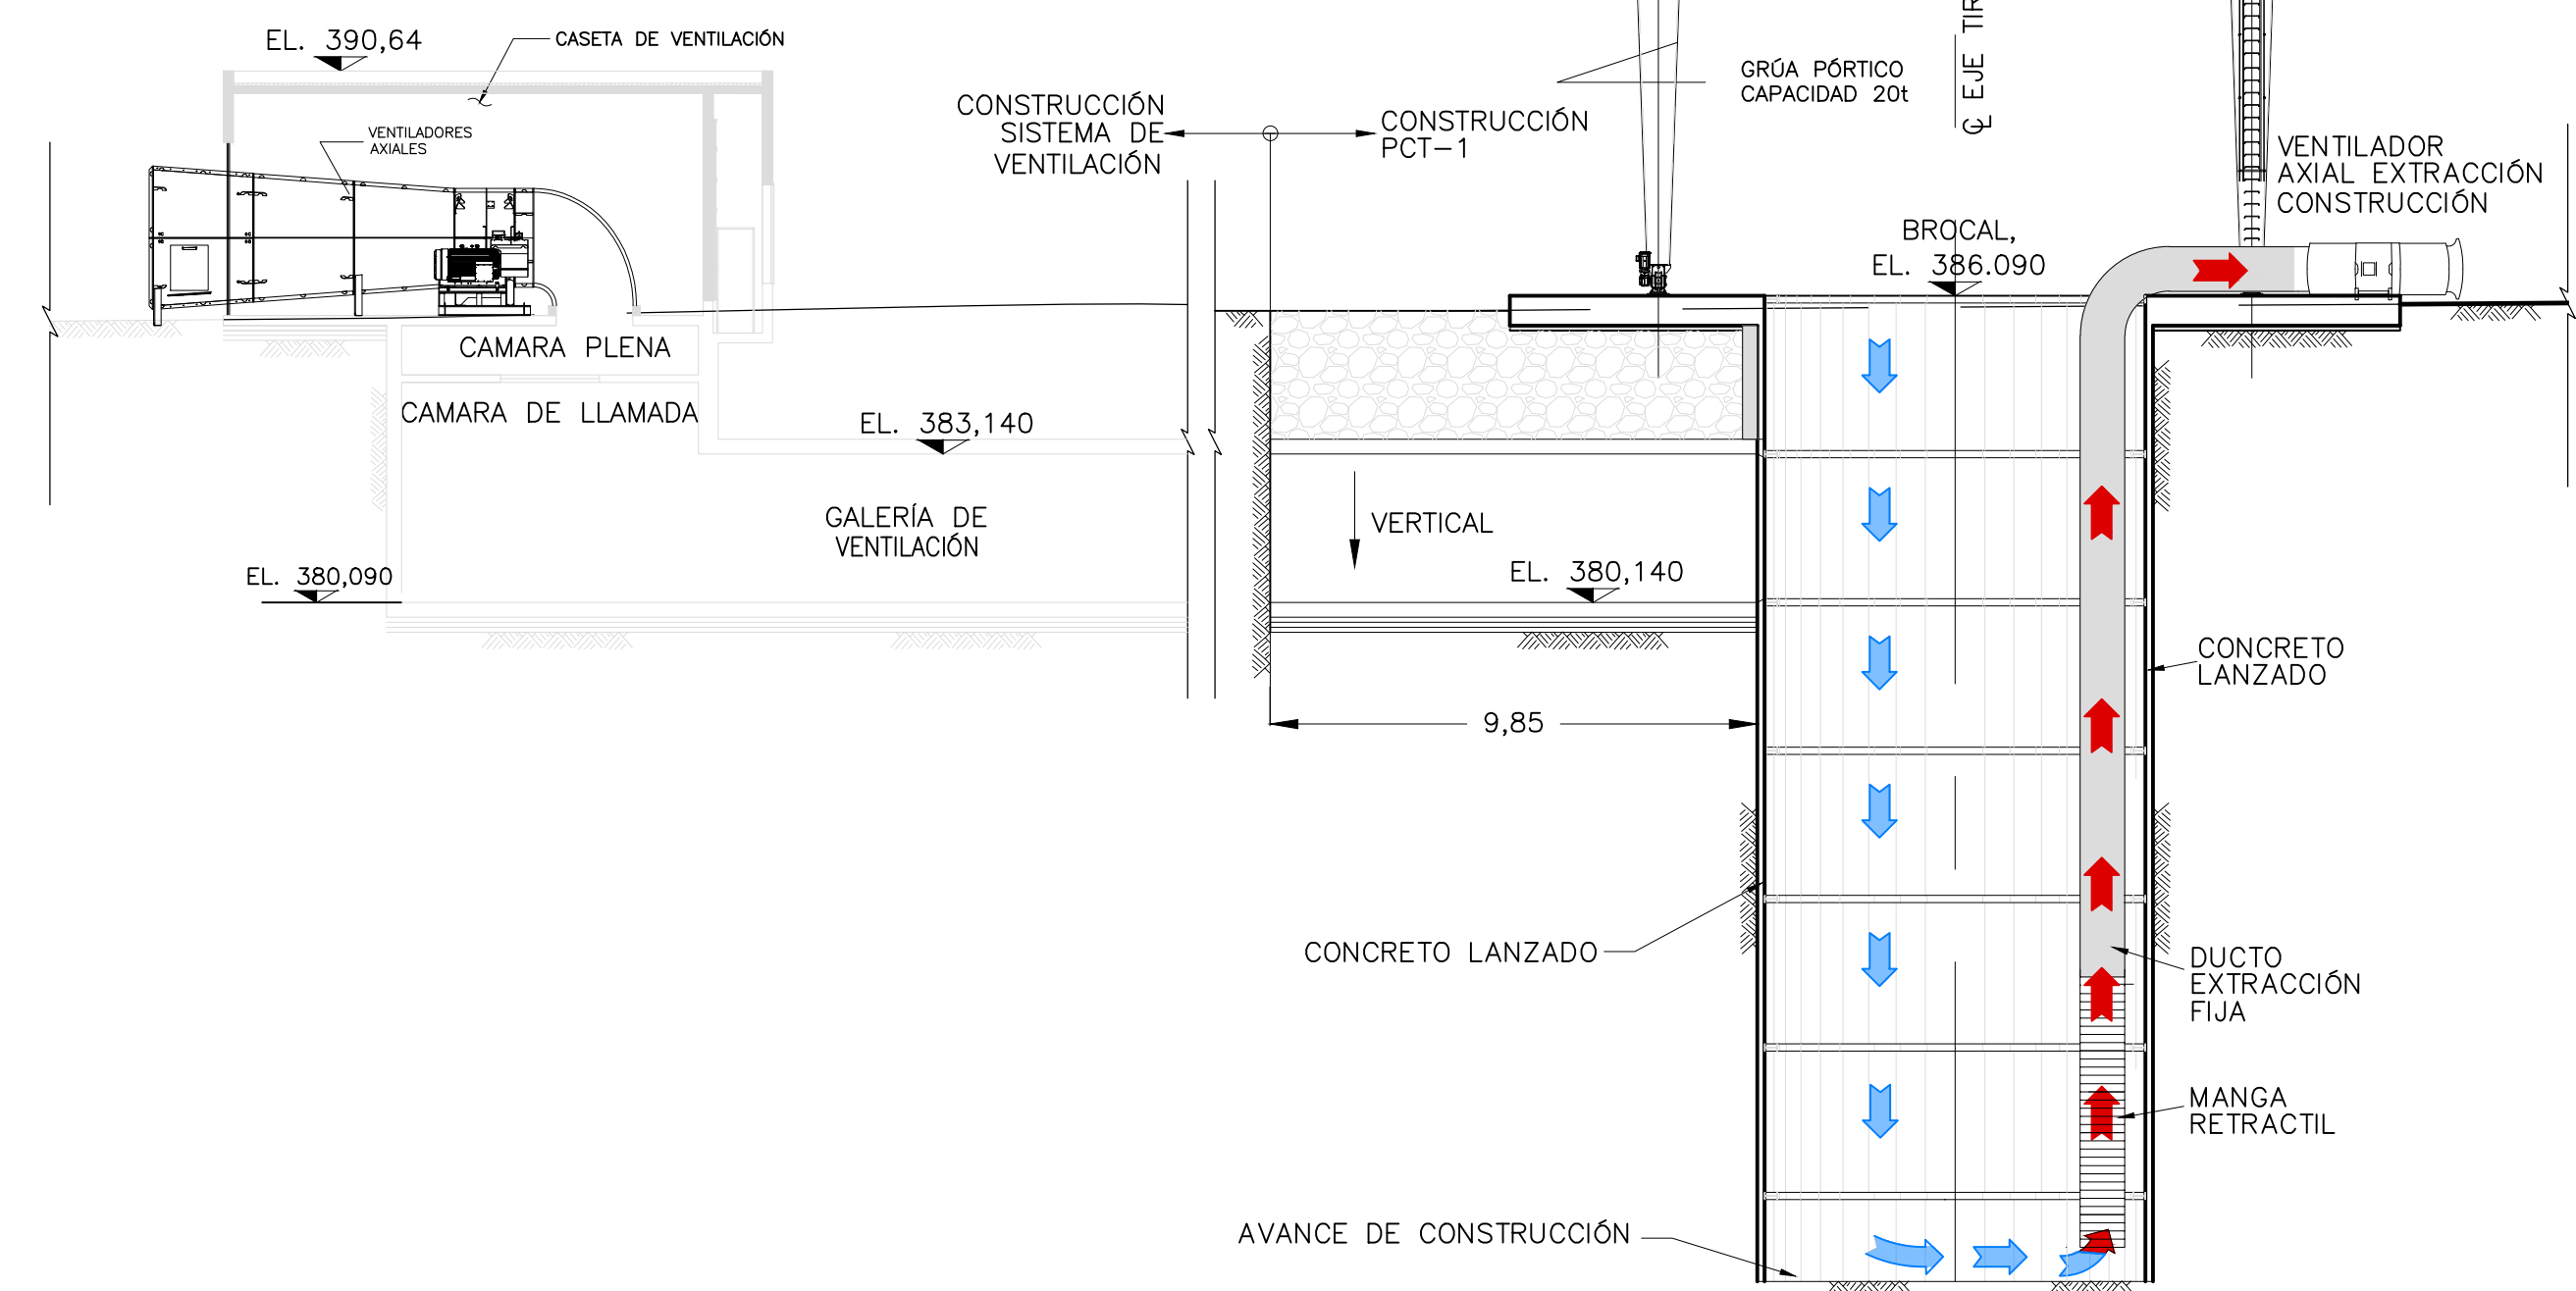 EL. 390,64
CASETA DE VENTILACIÓN
VENTILADORES
AXIALES
CONSTRUCCIÓN
SISTEMA DE
VENTILACIÓN
CONSTRUCCIÓN
PCT-1
GRÚA PÓRTICO
CAPACIDAD 20t
EJE
VENTILADOR
AXIAL EXTRACCIÓN
CONSTRUCCIÓN
BROCAL,
EL. 386.090
CAMARA PLENA
CAMARA DE LLAMADA
EL. 383,140
GALERÍA DE
VENTILACIÓN
VERTICAL
EL. 380,090
EL. 380,140
CONCRETO
LANZADO
9,85
CONCRETO LANZADO
DUCTO
EXTRACCIÓN
FIJA
MANGA
RETRACTIL
AVANCE DE CONSTRUCCIÓN